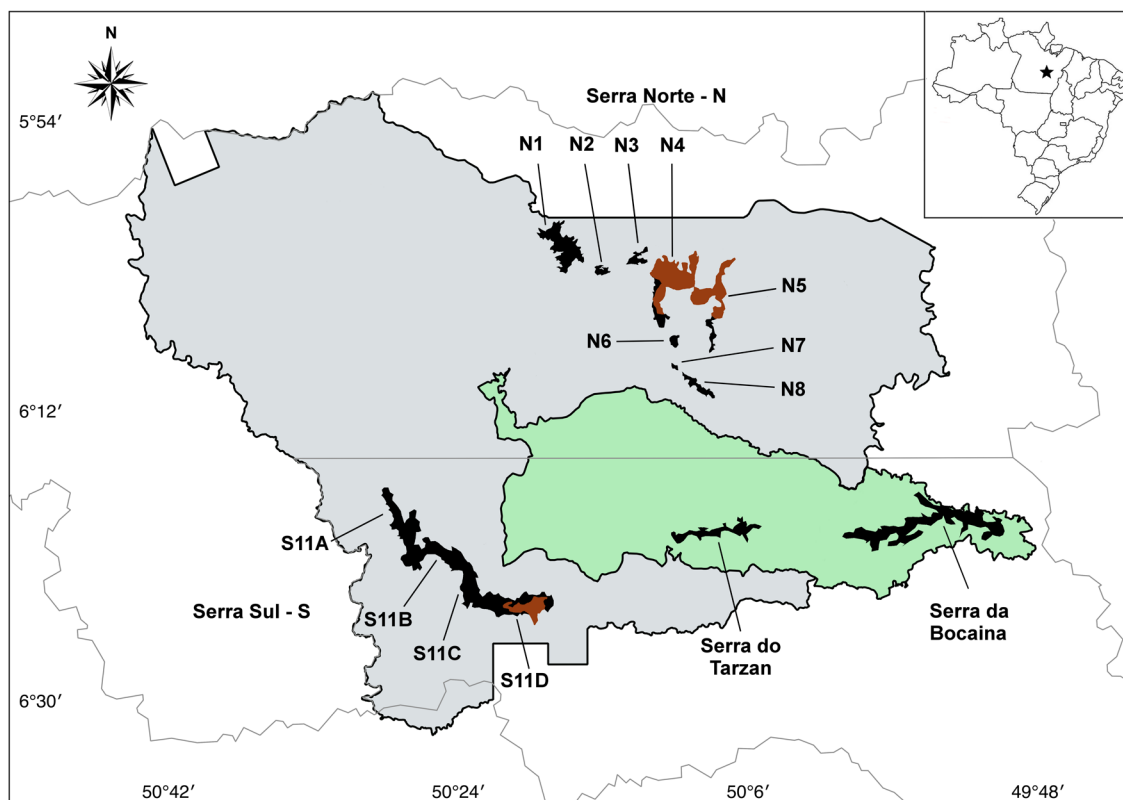 N
Serra Norte - N
5°54′
N1
N2
N3
N4
N5
N6
N7
N8
6°12′
S11A
Serra Sul - S
S11B
S11C
S11D
Serra do
Tarzan
Serra da
Bocaina
6°30′
50°42′
50°24′
50°6′
49°48′